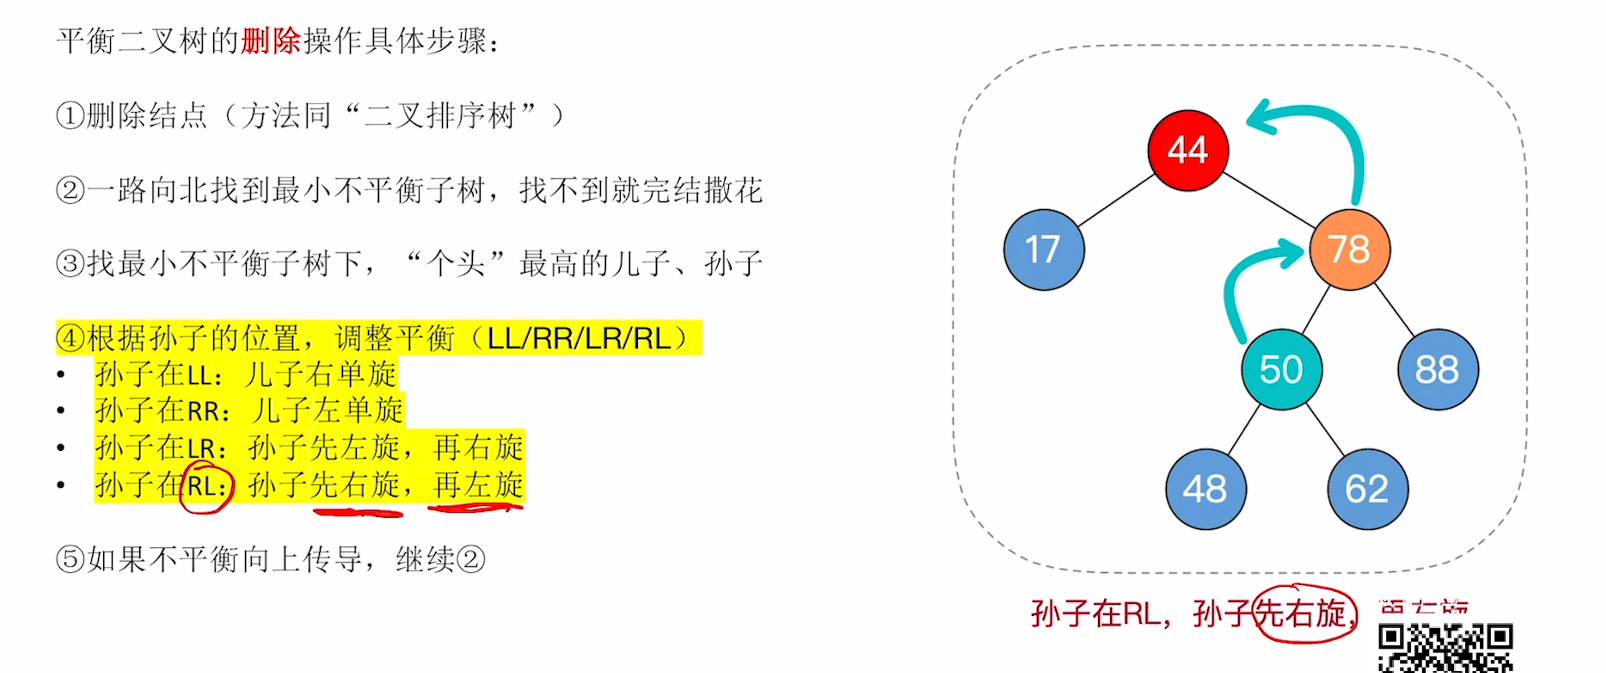 平衡二叉树的删除操作具体步骤：
①删除结点（方法同“二叉排序树”）
②一路向北找到最小不平衡子树，找不到就完结撒花
③找最小不平衡子树下，“个头”最高的儿子、孙子
④根据孙子的位置，调整平衡（LL/RR/LR/RL）
• 孙子在LL：儿子右单旋
• 孙子在RR：儿子左单旋
• 孙子在LR：孙子先左旋，再右旋
• 孙子在RL：孙子先右旋，再左旋
⑤如果不平衡向上传导，继续②
44
17
78
50
88
48
62
孙子在RL，孙子先右旋，